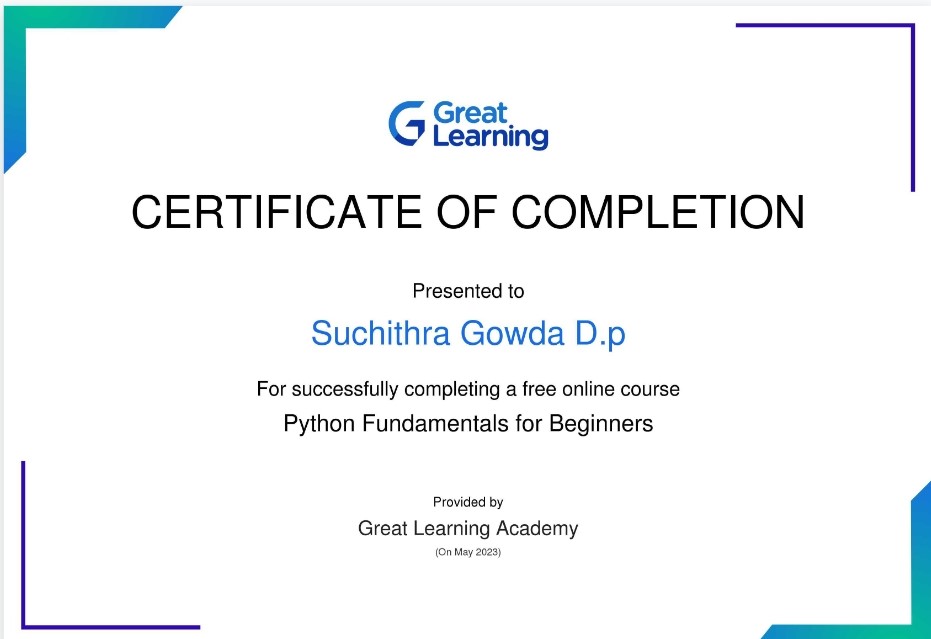 Great
Learning
CERTIFICATE OF COMPLETION
Presented to
Suchithra Gowda D.p
For successfully completing a free online course
Python Fundamentals for Beginners
Provided by
Great Learning Academy
(On May 2023)